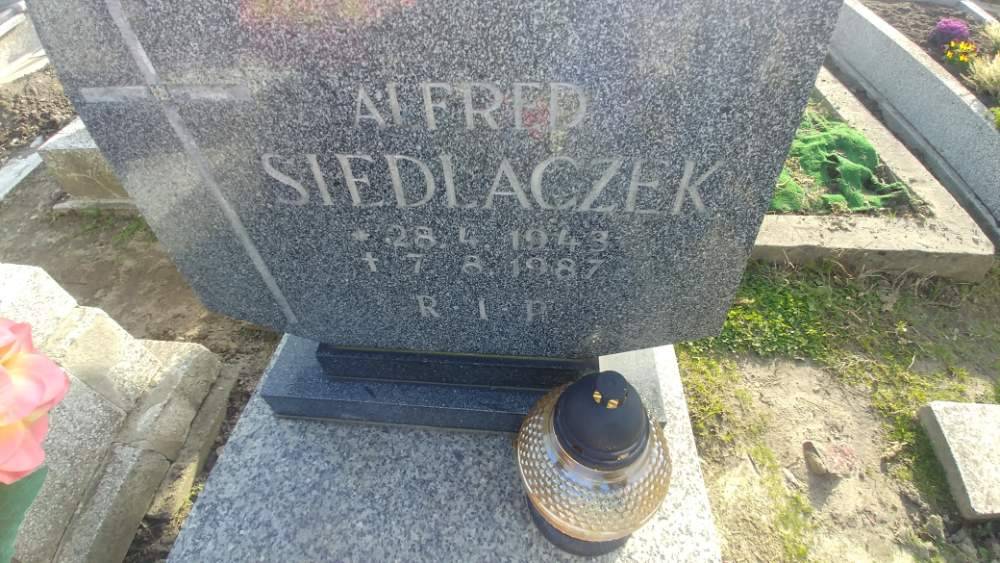 ALFRED
SIEDLACZEK
* 28. 4. 1943
† 7. 8. 1987
R. I. P.